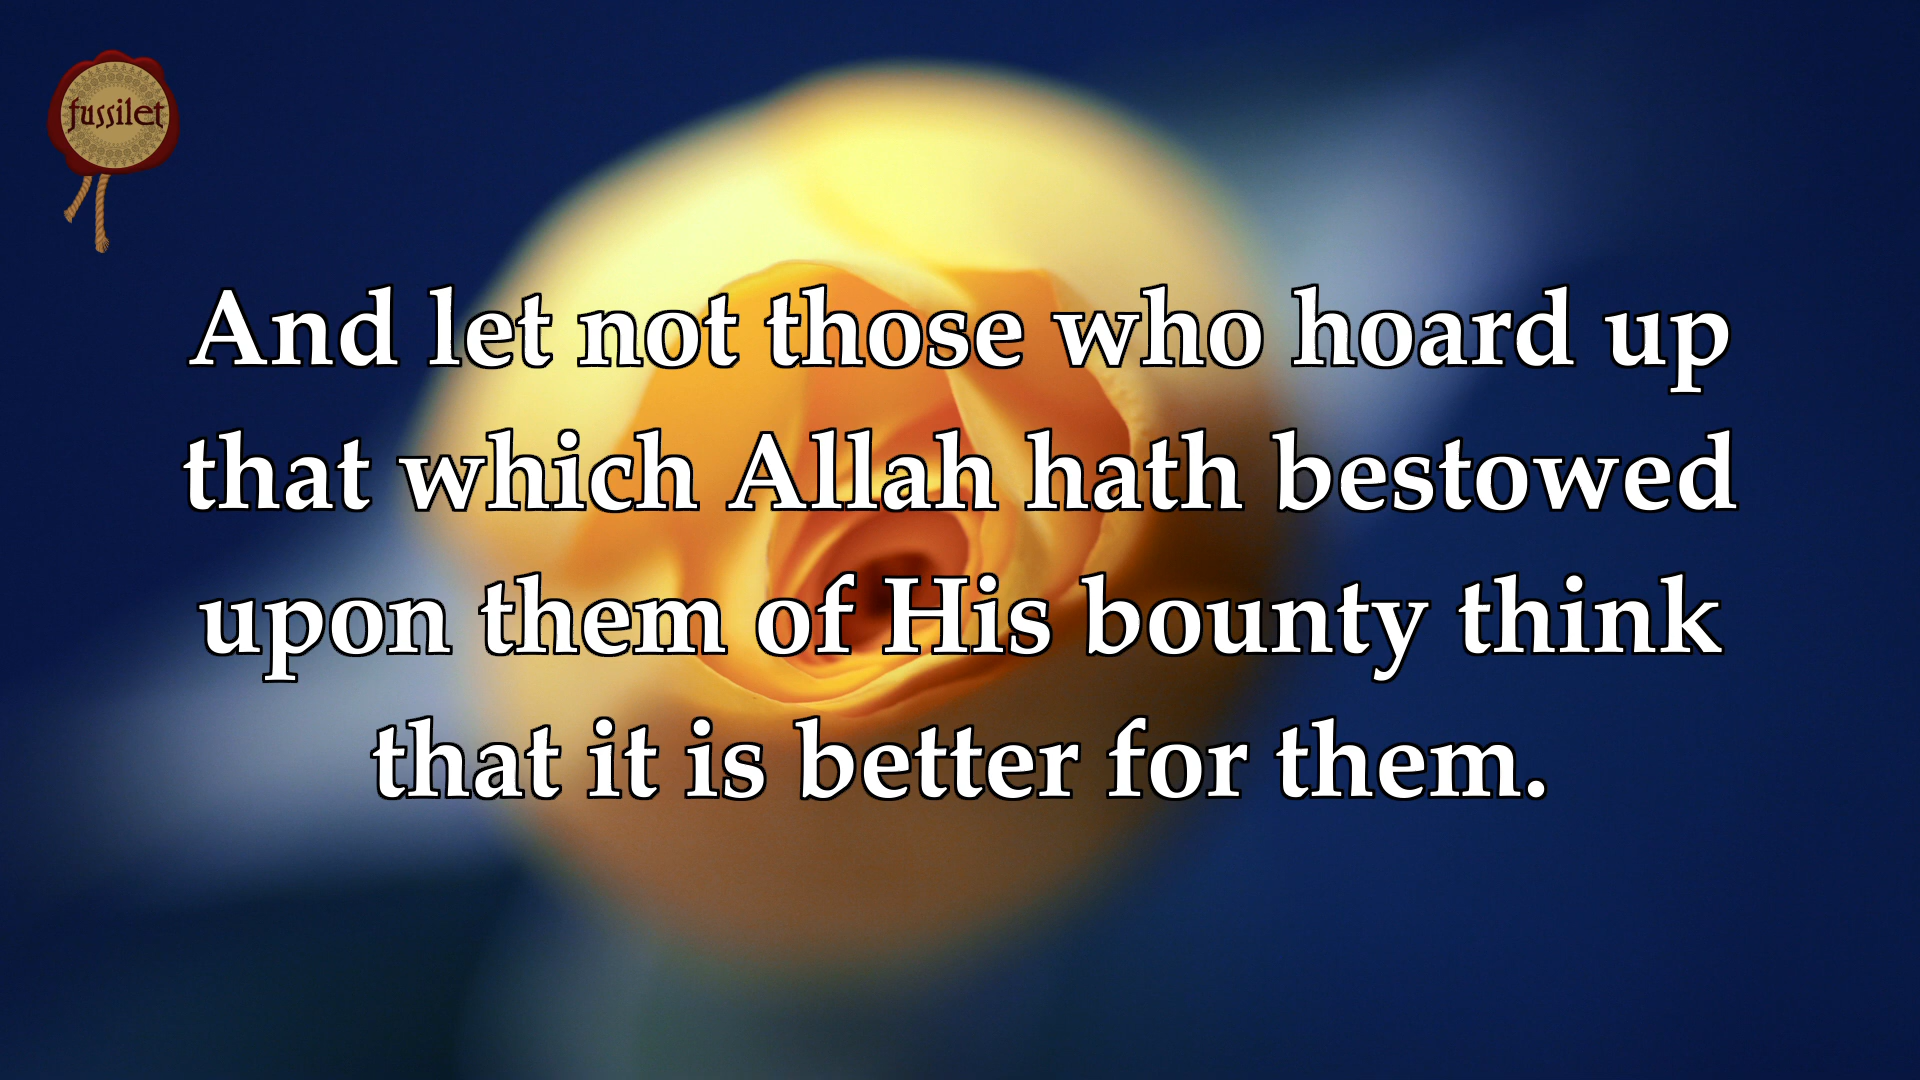 fussilet
And let not those who hoard up
that which Allah hath bestowed
upon them of His bounty think
that it is better for them.